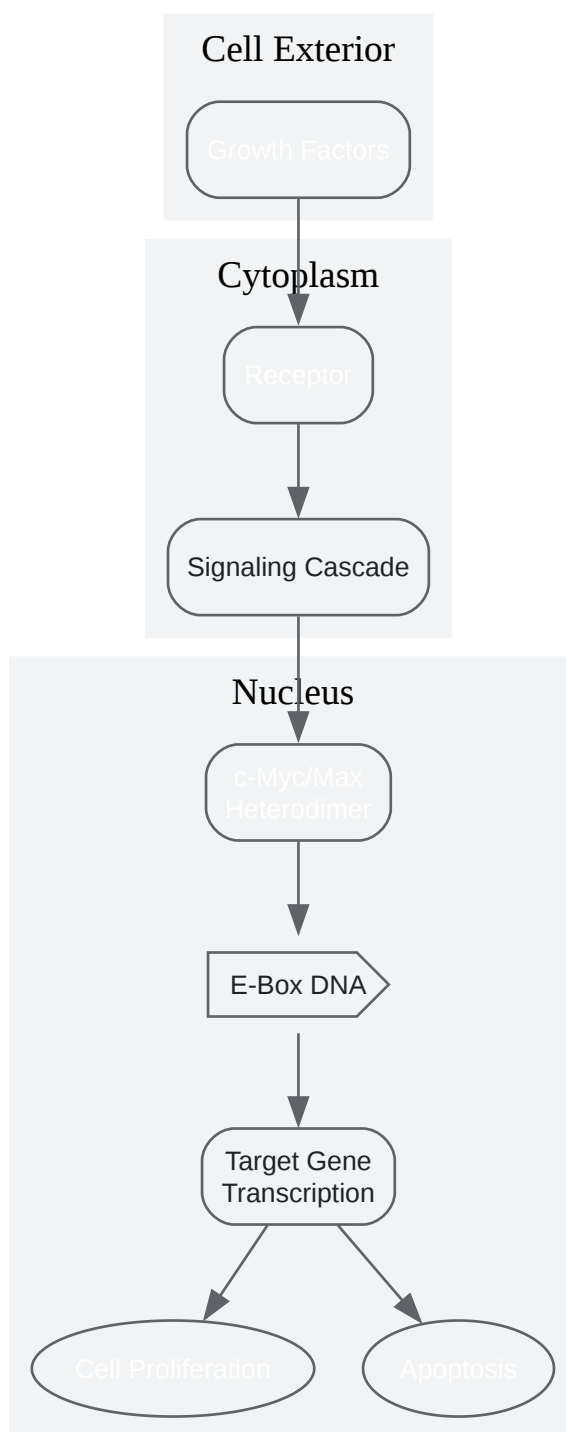 Cell Exterior
Growth Factors
Cytoplasm
Receptor
Signaling Cascade
Nucleus
c-Myc/Max
Heterodimer
E-Box DNA
Target Gene
Transcription
Cell Proliferation
Apoptosis